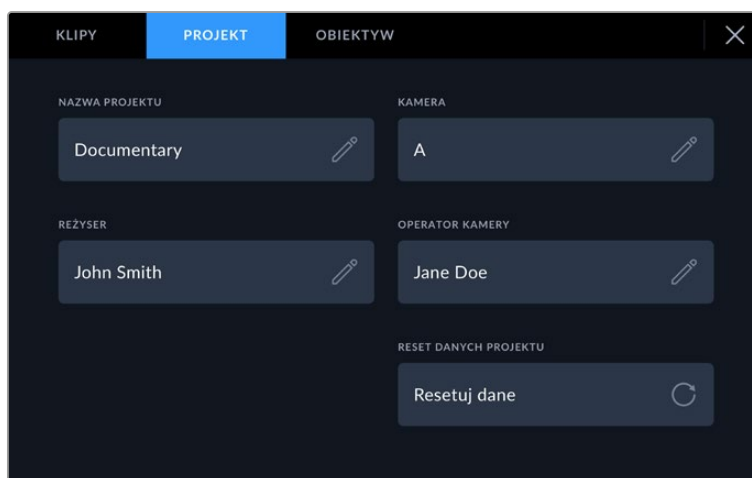 KLIPY PROJEKT OBIEKTYW
NAZWA PROJEKTU KAMERA
Documentary A
REŻYSER OPERATOR KAMERY
John Smith Jane Doe
RESET DANYCH PROJEKTU
Resetuj dane